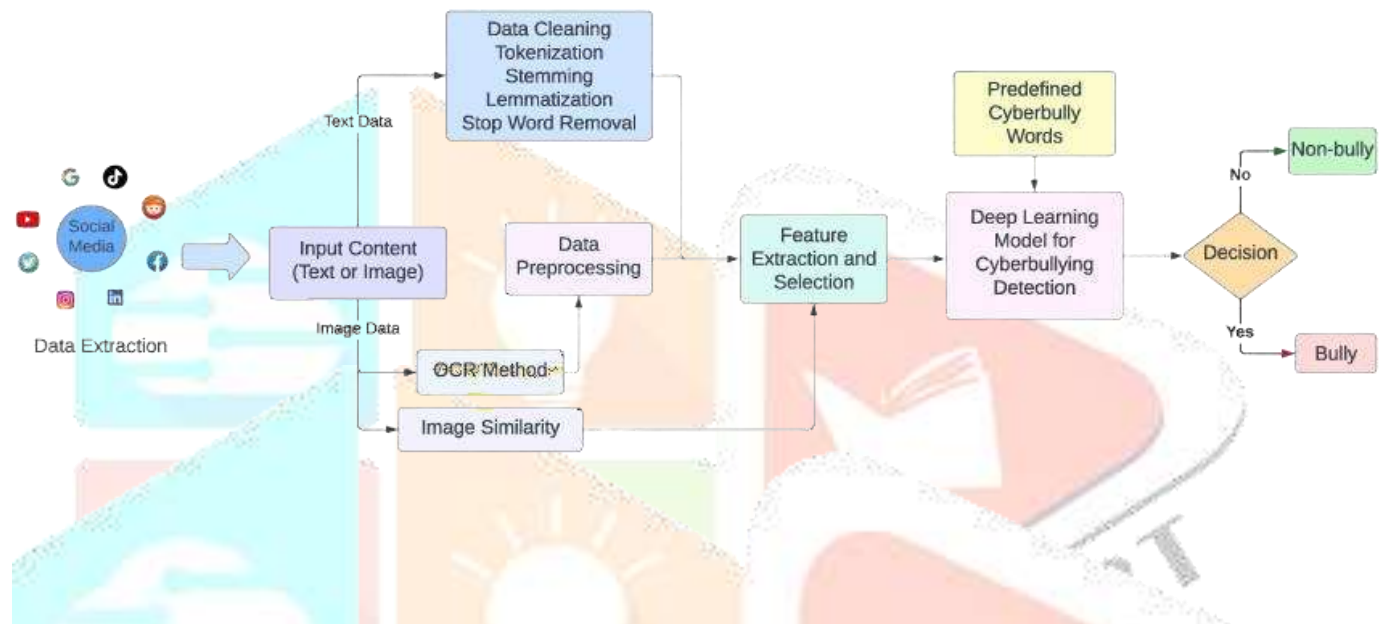 Data Cleaning
Tokenization
Stemming
Lemmatization
Stop Word Removal
Text Data
Predefined
Cyberbully
Words
Non-bully
No
Social
Media
Input Content
(Text or Image)
Data
Preprocessing
Feature
Extraction and
Selection
Deep Learning
Model for
Cyberbullying
Detection
Decision
Image Data
Data Extraction
OCR Method
Image Similarity
Yes
Bully